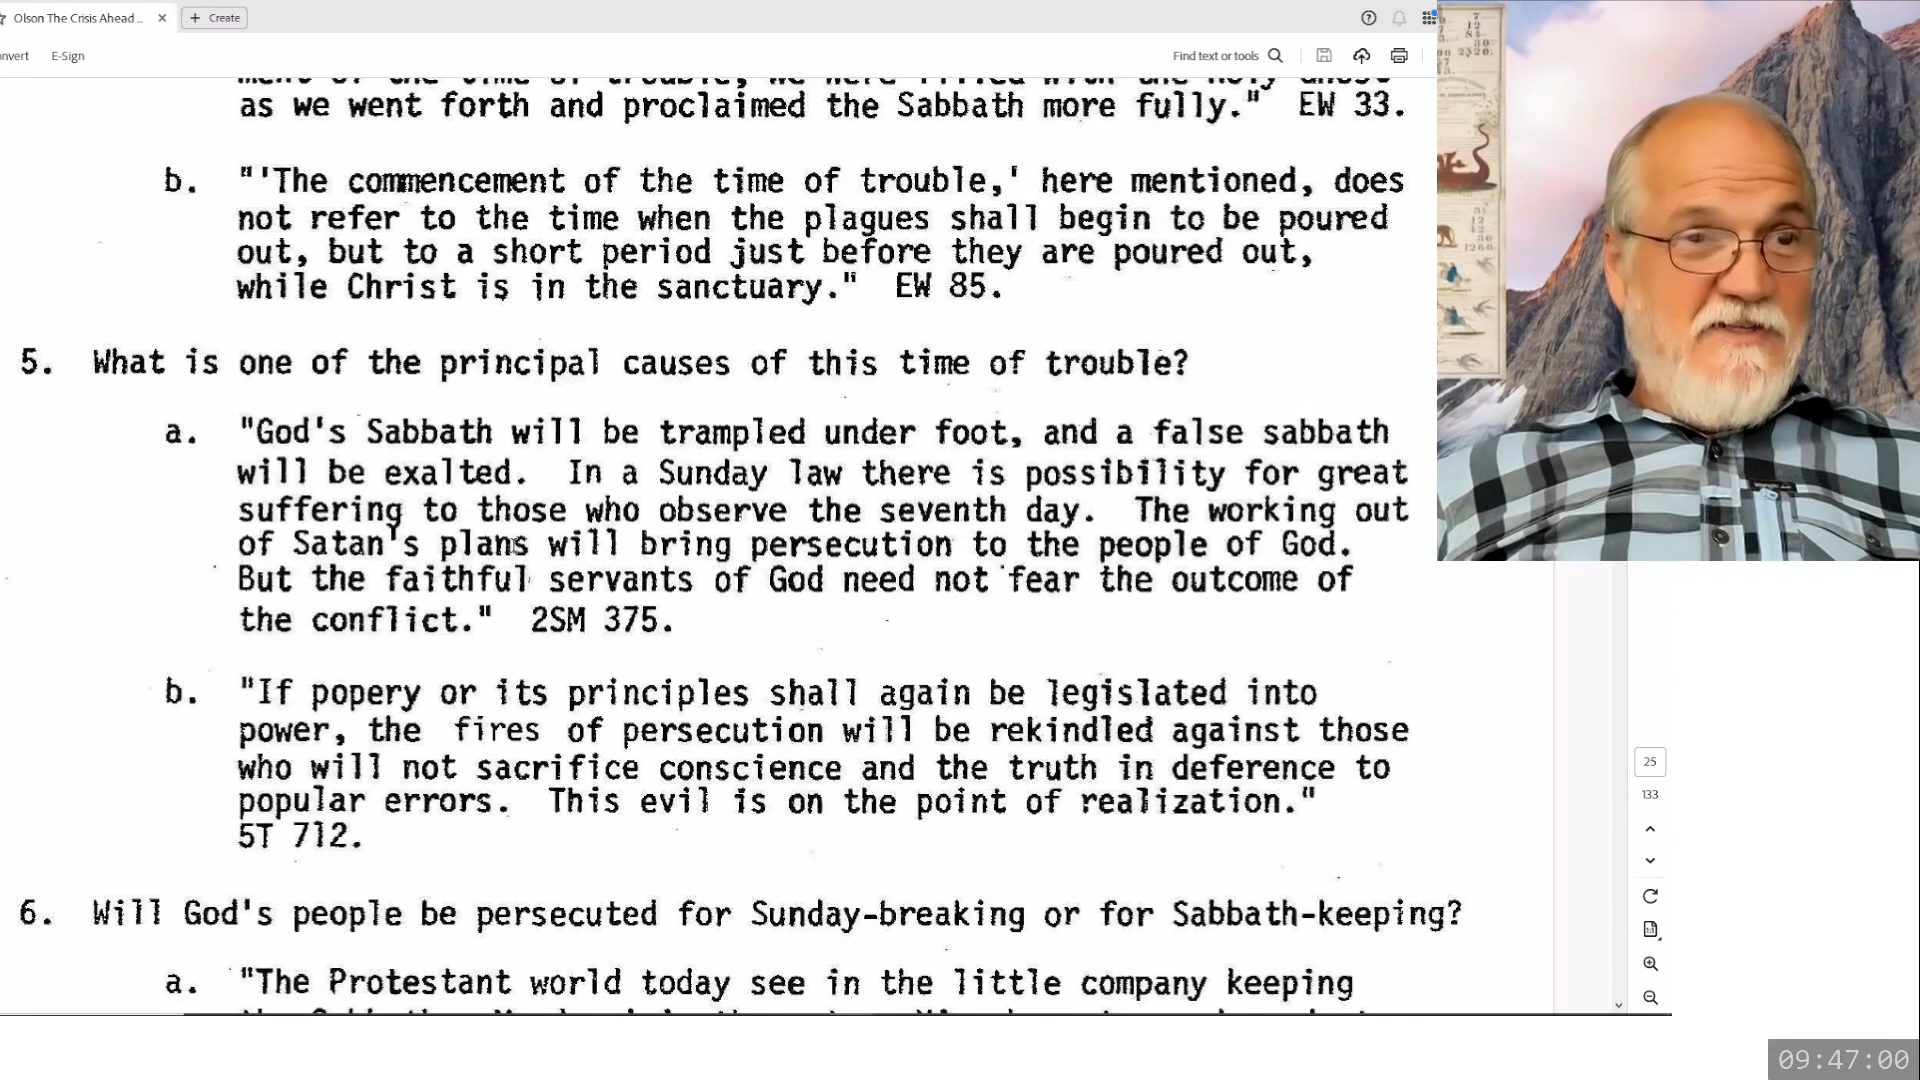 Olson The Crisis Ahead ...
Create
nvert
E-Sign
Find text or tools
as we went forth and proclaimed the Sabbath more fully." EW 33.
b. "'The commencement of the time of trouble,' here mentioned, does
not refer to the time when the plagues shall begin to be poured
out, but to a short period just before they are poured out,
while Christ is in the sanctuary." EW 85.
5. What is one of the principal causes of this time of trouble?
a. "God's Sabbath will be trampled under foot, and a false sabbath
will be exalted. In a Sunday law there is possibility for great
suffering to those who observe the seventh day. The working out
of Satan's plans will bring persecution to the people of God.
But the faithful servants of God need not fear the outcome of
the conflict." 2SM 375.
b. "If popery or its principles shall again be legislated into
power, the fires of persecution will be rekindled against those
who will not sacrifice conscience and the truth in deference to
popular errors. This evil is on the point of realization."
5T 712.
6. Will God's people be persecuted for Sunday-breaking or for Sabbath-keeping?
a. "The Protestant world today see in the little company keeping
25
133
09:47:00